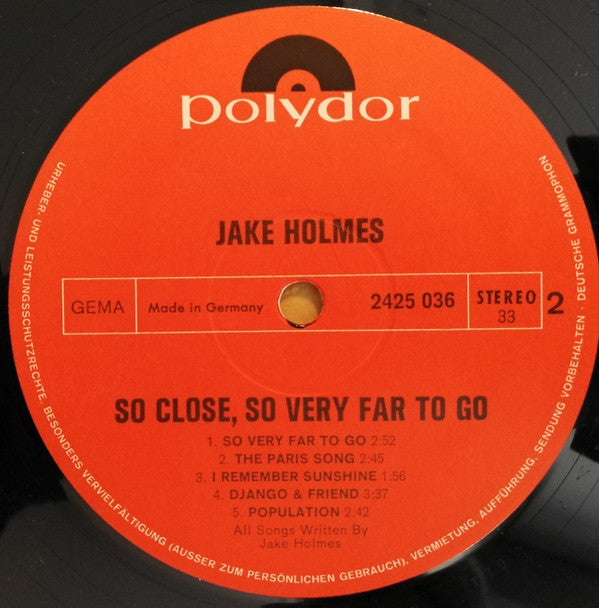 polydor
JAKE HOLMES
GEMA
Made in Germany
2425 036
STEREO
33
2
SO CLOSE, SO VERY FAR TO GO
1. SO VERY FAR TO GO 2:52
2. THE PARIS SONG 2:45
3. I REMEMBER SUNSHINE 1:56
4. DJANGO & FRIEND 3:37
5. POPULATION 2:42
All Songs Written By
Jake Holmes
URHEBER- UND LEISTUNGSSCHUTZRECHTE, BESONDERS VERVIELFÄLTIGUNG (AUSSER ZUM PERSÖNLICHEN GEBRAUCH), VERMIETUNG, AUFFÜHRUNG, SENDUNG VORBEHALTEN · DEUTSCHE GRAMMOPHON